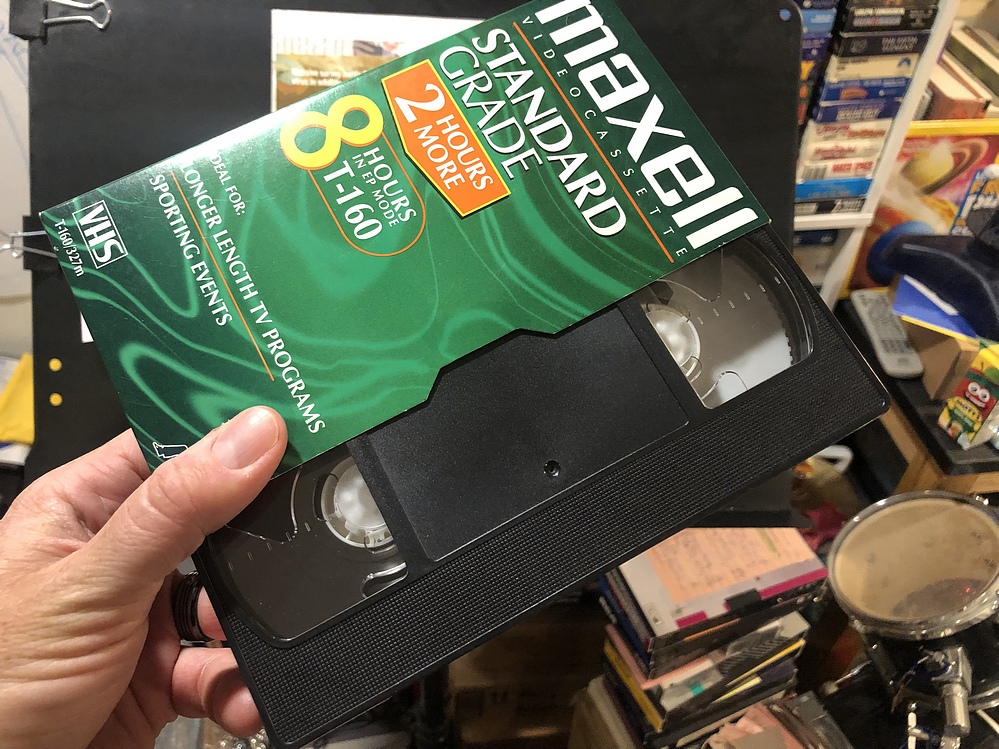 maxell
VIDEOCASSETTE
STANDARD
GRADE
2 HOURS
MORE
8
HOURS
IN EP MODE
T-160
IDEAL FOR:
LONGER LENGTH TV PROGRAMS
SPORTING EVENTS
VHS
T-160/327m